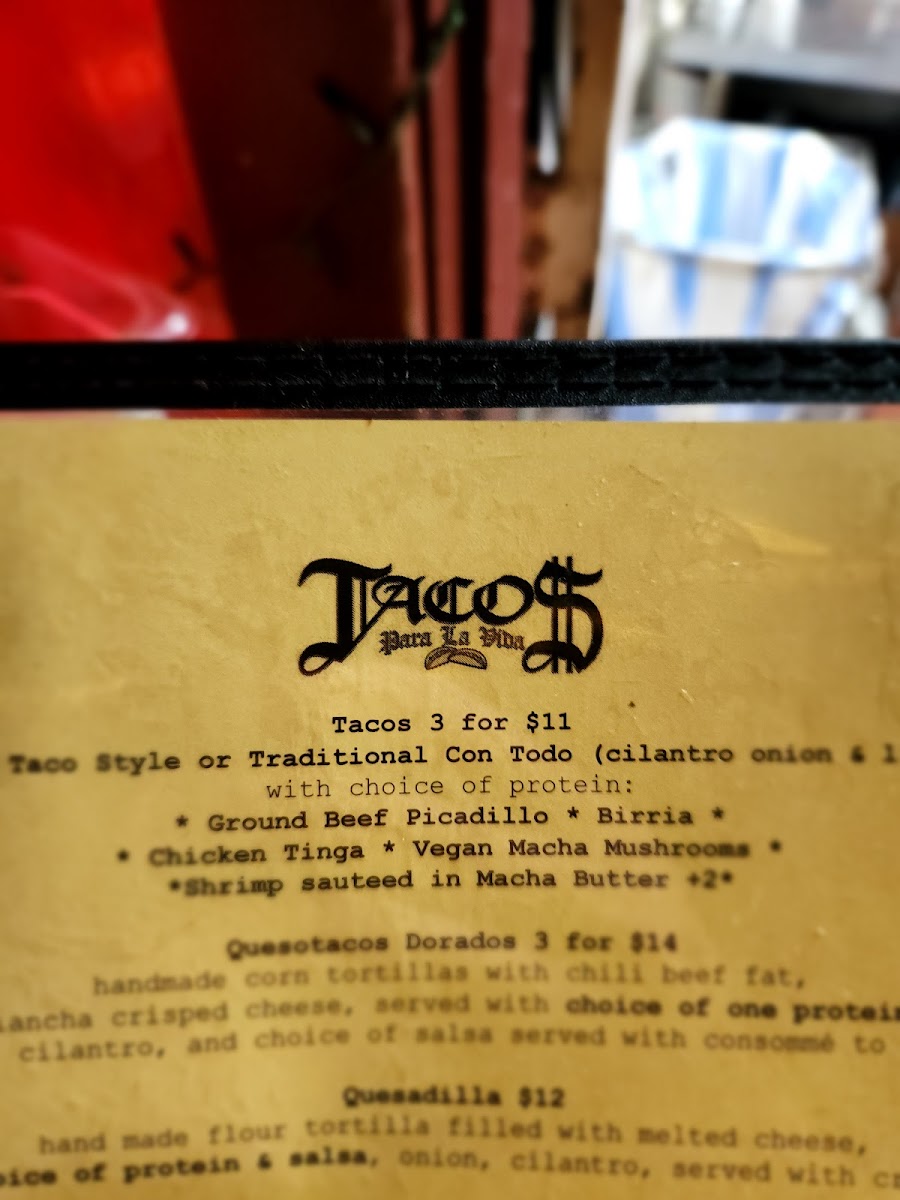 TACO$
Para La Vida
Tacos 3 for $11
Taco Style or Traditional Con Todo (cilantro onion & l
with choice of protein:
* Ground Beef Picadillo * Birria *
* Chicken Tinga * Vegan Macha Mushrooms *
*Shrimp sauteed in Macha Butter +2*
Quesotacos Dorados 3 for $14
handmade corn tortillas with chili beef fat,
lancha crisped cheese, served with choice of one protein
cilantro, and choice of salsa served with consommé to
Quesadilla $12
hand made flour tortilla filled with melted cheese,
oice of protein & salsa, onion, cilantro, served with cr